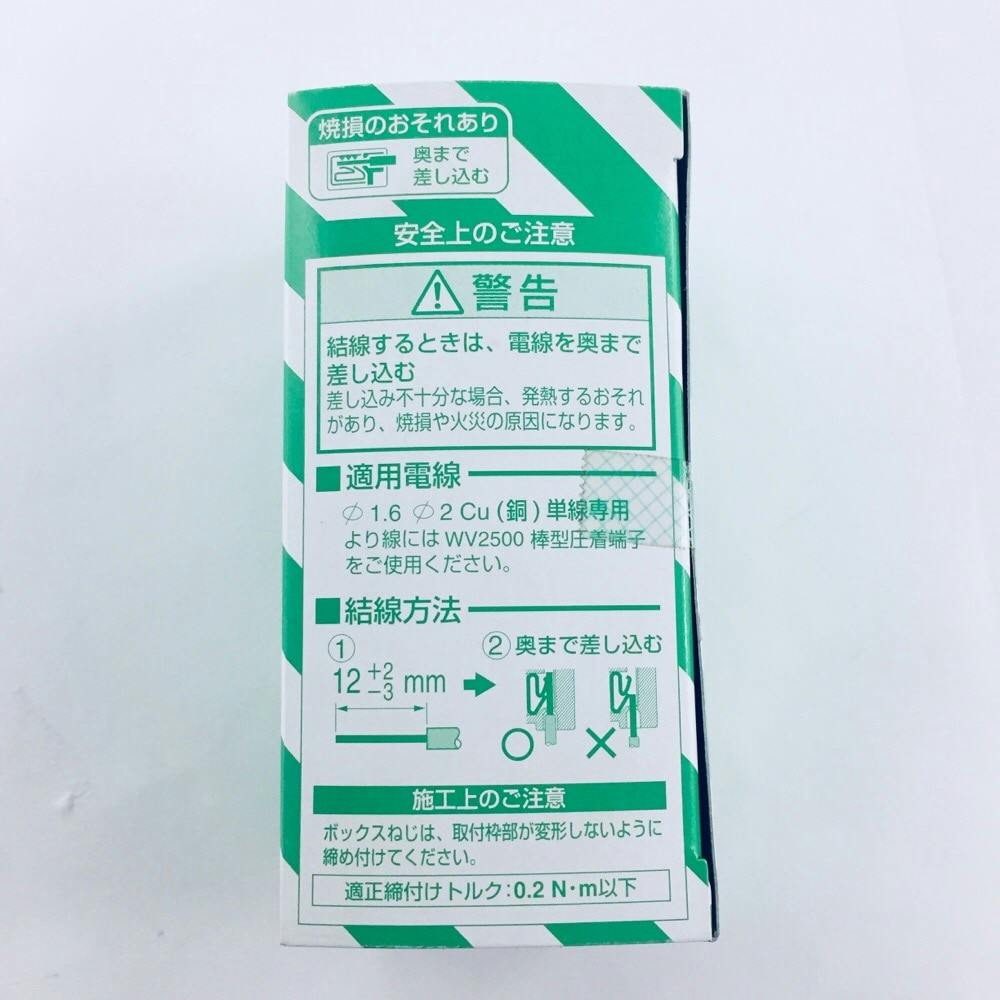 焼損のおそれあり
奥まで
差し込む
安全上のご注意
警告
結線するときは、電線を奥まで
差し込む
差し込み不十分な場合、発熱するおそれ
があり、焼損や火災の原因になります。
■適用電線
φ1.6 φ2 Cu(銅)単線専用
より線には WV2500 棒型圧着端子
をご使用ください。
■結線方法
① ②奥まで差し込む
12 +2 −3 mm
○ ×
施工上のご注意
ボックスねじは、取付枠部が変形しないように
締め付けてください。
適正締付けトルク:0.2 N・m以下